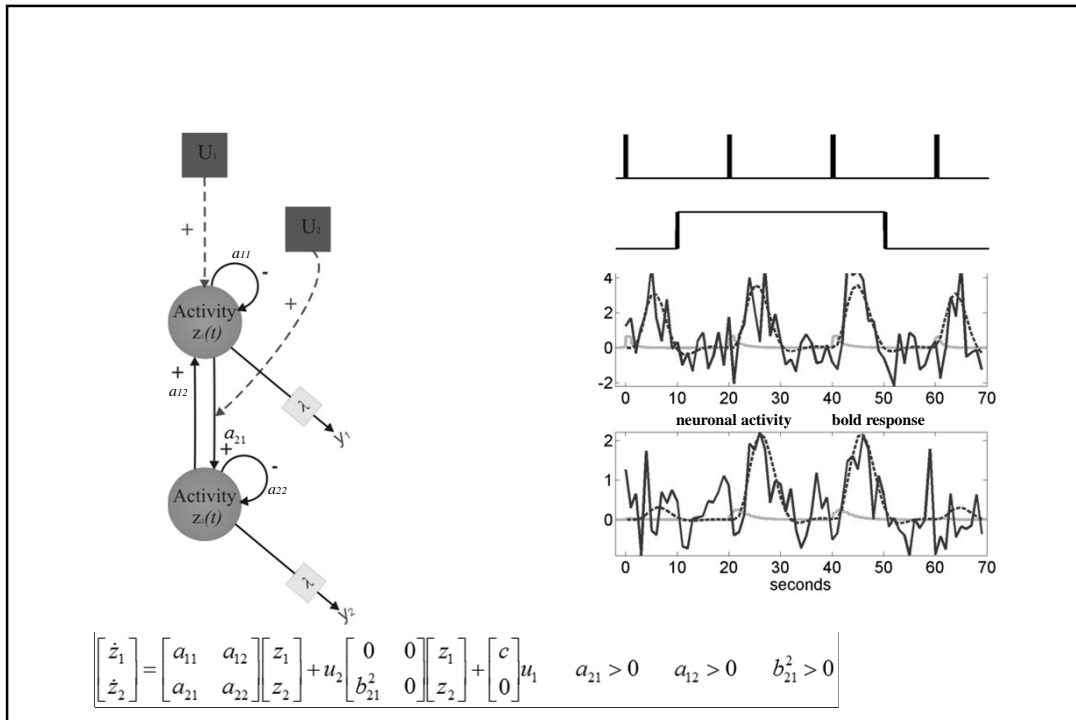 U₁
+
U₂
a₁₁
-
+
Activity
z₁(t)
+
a₁₂
λ
y₁
a₂₁
+
-
a₂₂
Activity
z₂(t)
λ
y₂
4
2
0
-2
0 10 20 30 40 50 60 70
neuronal activity bold response
2
1
0
0 10 20 30 40 50 60 70
seconds
[ż₁ ż₂] = [a₁₁ a₁₂ a₂₁ a₂₂] [z₁ z₂] + u₂ [0 0 b²₂₁ 0] [z₁ z₂] + [c 0] u₁ a₂₁ > 0 a₁₂ > 0 b²₂₁ > 0